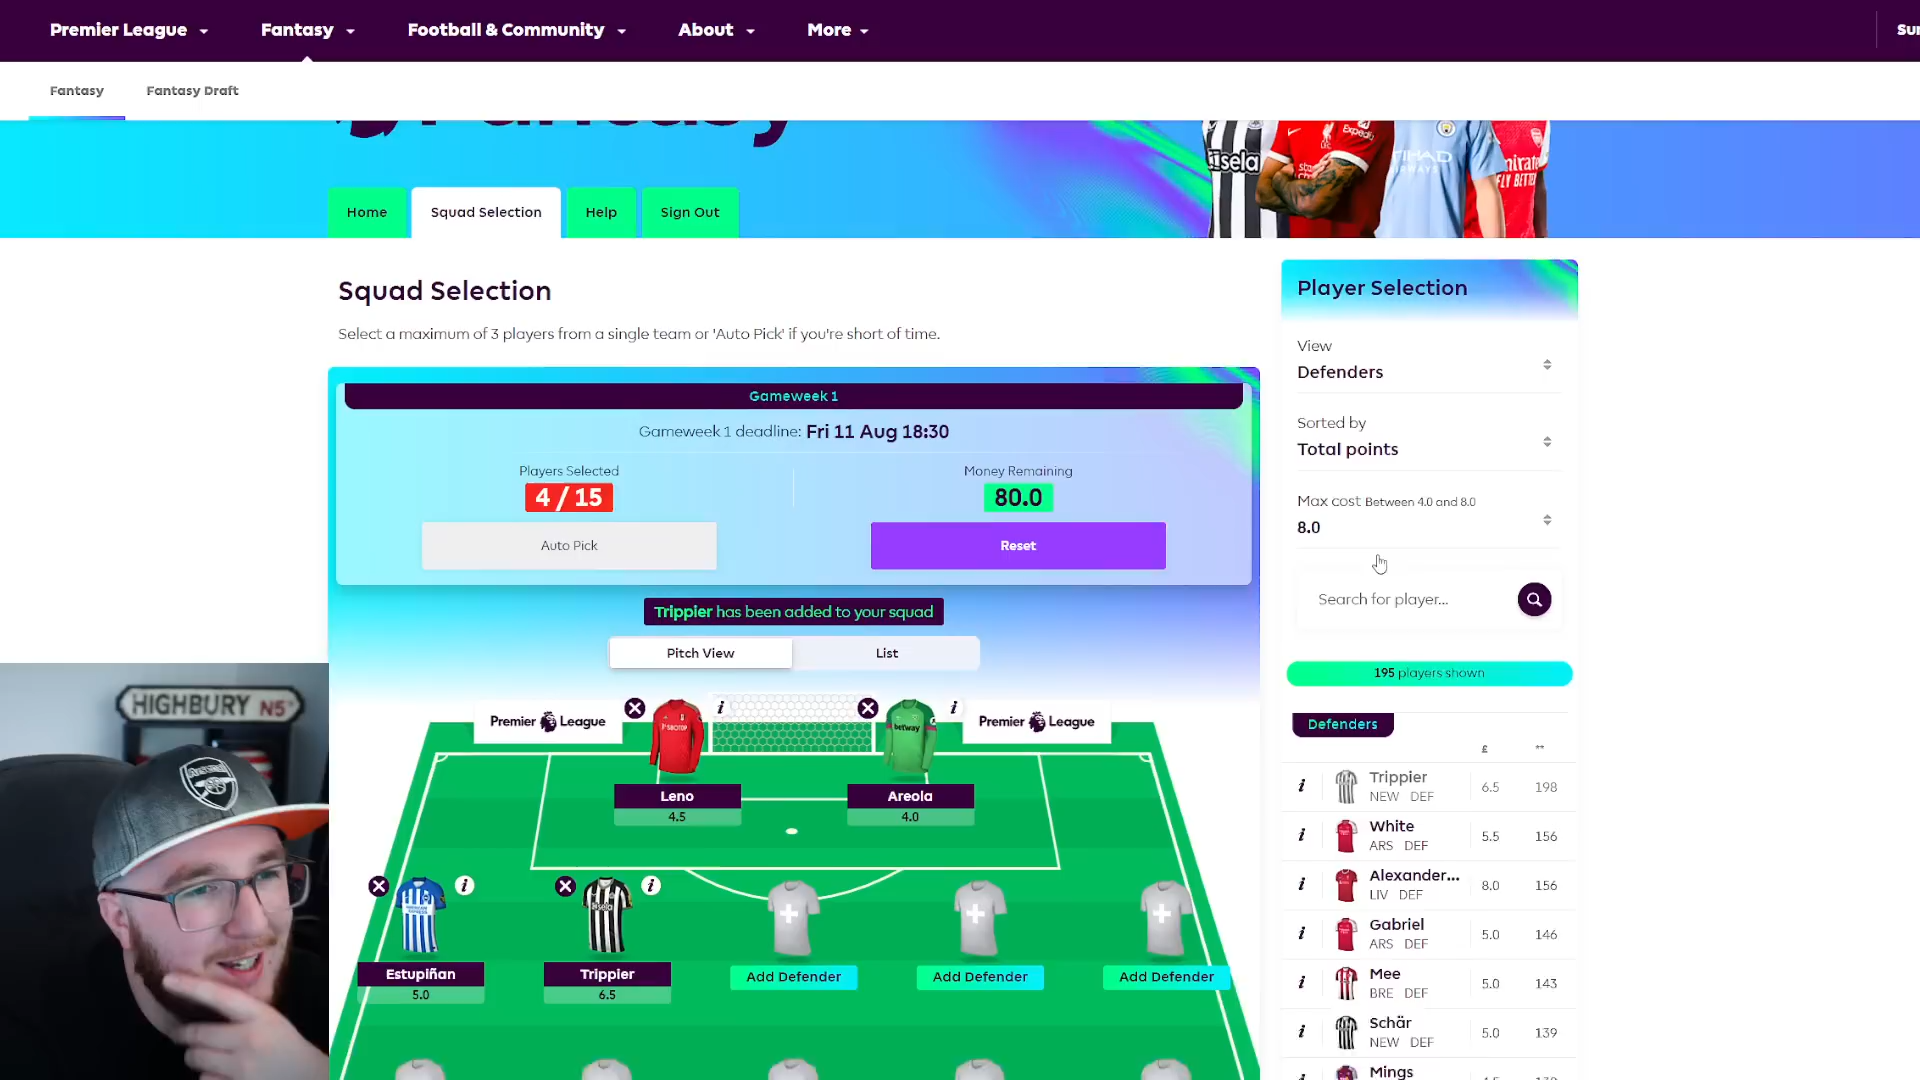 Premier League
Fantasy
Football & Community
About
More
Fantasy
Fantasy Draft
Fantasy
sela
Home
Squad Selection
Help
Sign Out
Squad Selection
Select a maximum of 3 players from a single team or 'Auto Pick' if you're short of time.
Gameweek 1
Gameweek 1 deadline: Fri 11 Aug 18:30
Players Selected
4 / 15
Money Remaining
80.0
Auto Pick
Reset
Trippier has been added to your squad
Pitch View
List
Premier League
Premier League
betway
Leno
4.5
Areola
4.0
Estupiñan
5.0
Trippier
6.5
Add Defender
Add Defender
Add Defender
HIGHBURY N5
Arsenal
Player Selection
View
Defenders
Sorted by
Total points
Max cost Between 4.0 and 8.0
8.0
Search for player...
195 players shown
Defenders
£ **
Trippier
NEW DEF 6.5 198
White
ARS DEF 5.5 156
Alexander...
LIV DEF 8.0 156
Gabriel
ARS DEF 5.0 146
Mee
BRE DEF 5.0 143
Schär
NEW DEF 5.0 139
Mings